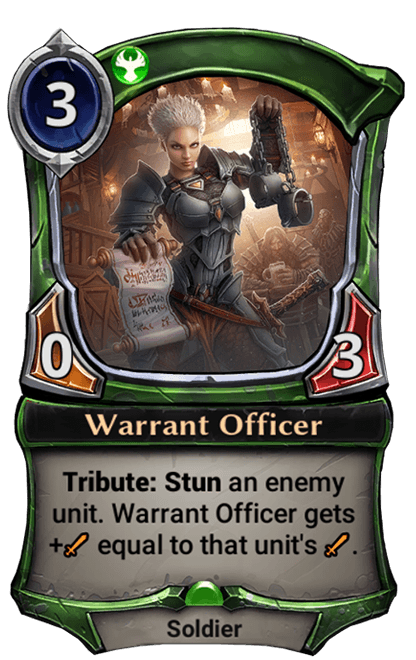 3
0
3
Warrant Officer
Tribute: Stun an enemy
unit. Warrant Officer gets
+ equal to that unit's .
Soldier